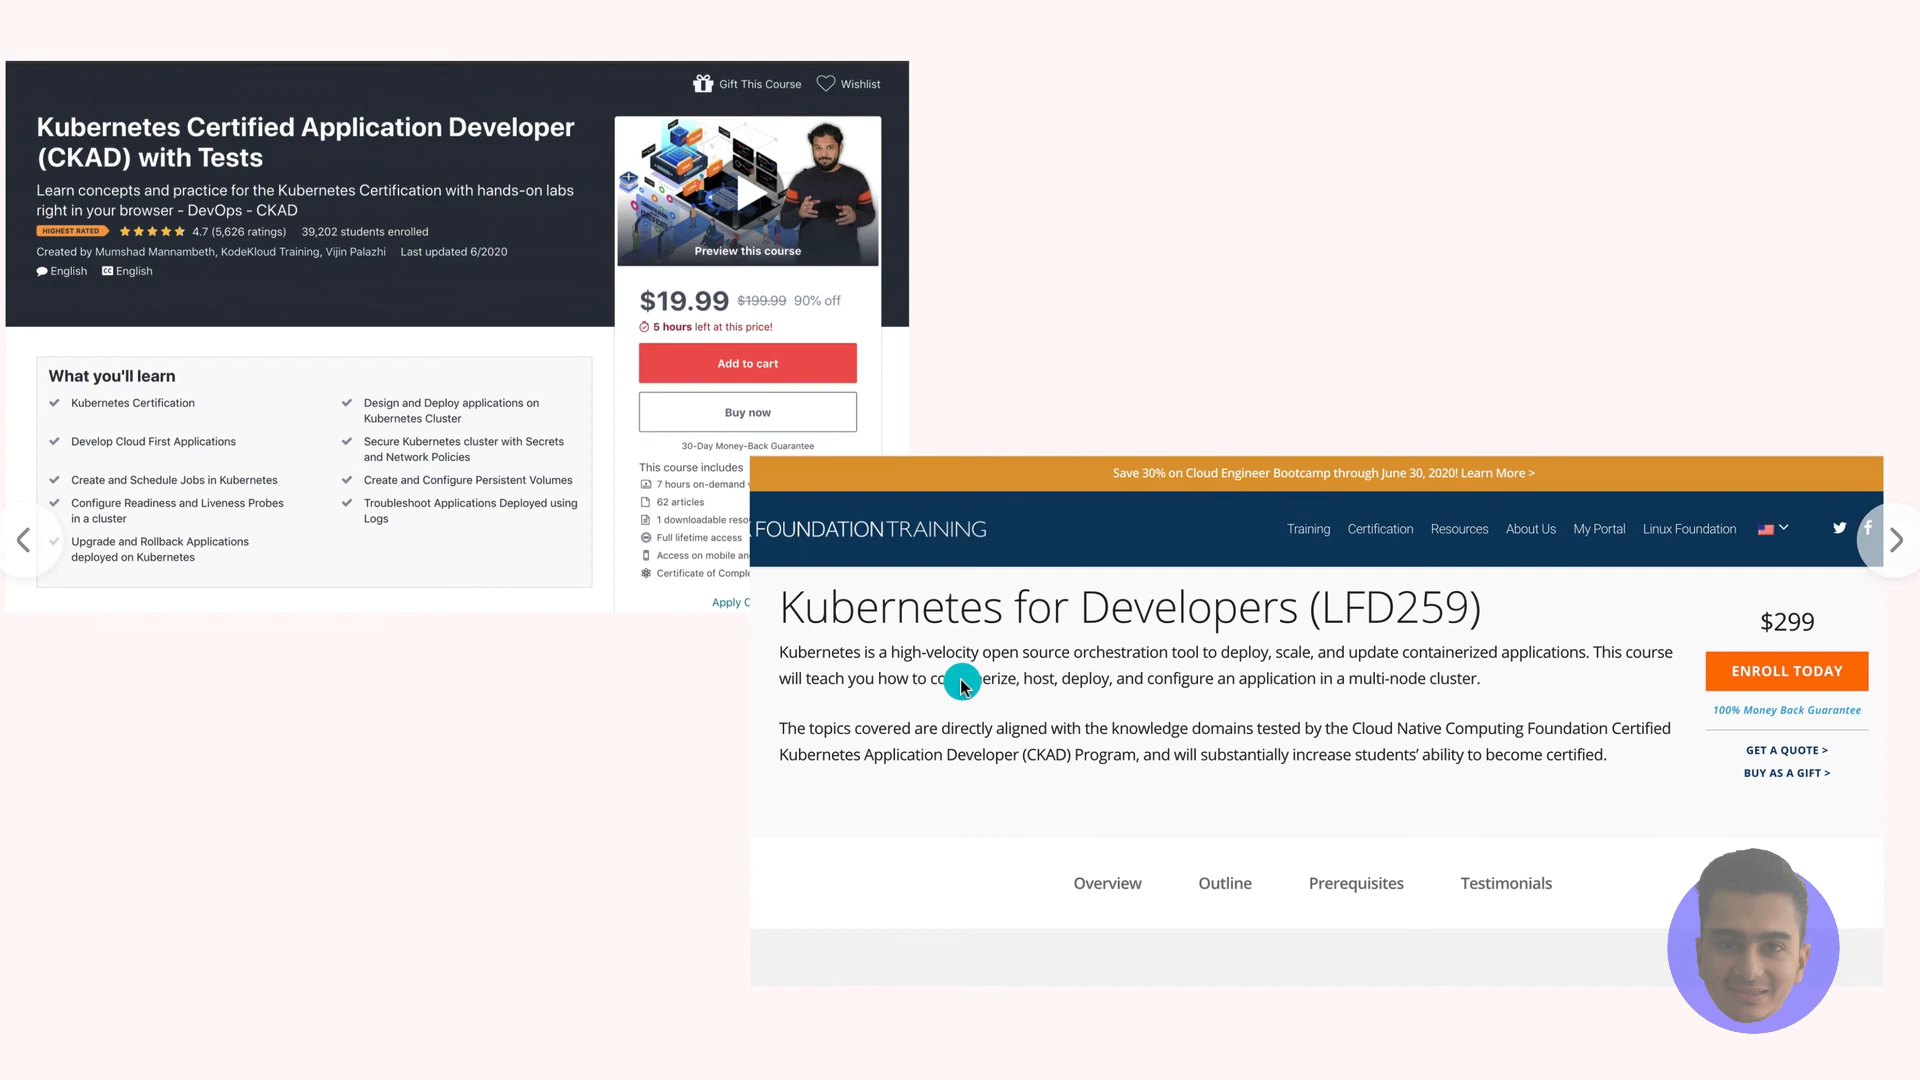 Gift This Course
Wishlist
Kubernetes Certified Application Developer
(CKAD) with Tests
Learn concepts and practice for the Kubernetes Certification with hands-on labs
right in your browser - DevOps - CKAD
HIGHEST RATED 4.7 (5,626 ratings) 39,202 students enrolled
Created by Mumshad Mannambeth, KodeKloud Training, Vijin Palazhi Last updated 6/2020
English English
Preview this course
$19.99 $199.99 90% off
5 hours left at this price!
Add to cart
Buy now
30-Day Money-Back Guarantee
This course includes
7 hours on-demand
62 articles
1 downloadable
Full lifetime access
Access on mobile
Certificate of
Apply
What you'll learn
Kubernetes Certification
Develop Cloud First Applications
Create and Schedule Jobs in Kubernetes
Configure Readiness and Liveness Probes
in a cluster
Upgrade and Rollback Applications
deployed on Kubernetes
Design and Deploy applications on
Kubernetes Cluster
Secure Kubernetes cluster with Secrets
and Network Policies
Create and Configure Persistent Volumes
Troubleshoot Applications Deployed using
Logs
Save 30% on Cloud Engineer Bootcamp through June 30, 2020! Learn More >
FOUNDATION TRAINING
Training Certification Resources About Us My Portal Linux Foundation
Kubernetes for Developers (LFD259)
Kubernetes is a high-velocity open source orchestration tool to deploy, scale, and update containerized applications. This course
will teach you how to host, deploy, and configure an application in a multi-node cluster.
The topics covered are directly aligned with the knowledge domains tested by the Cloud Native Computing Foundation Certified
Kubernetes Application Developer (CKAD) Program, and will substantially increase students’ ability to become certified.
$299
ENROLL TODAY
100% Money Back Guarantee
GET A QUOTE >
BUY AS A GIFT >
Overview Outline Prerequisites Testimonials